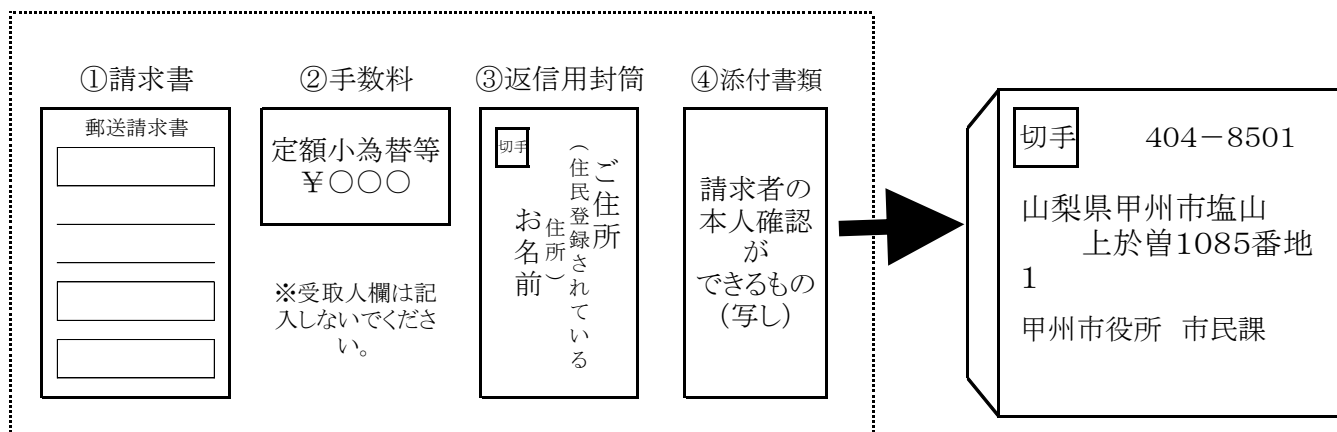 ①請求書
②手数料
③返信用封筒
④添付書類
郵送請求書
定額小為替等
￥○○○
※受取人欄は記
入しないでくださ
い。
切手
ご住所
(住民登録されている
住所)
お名前
請求者の
本人確認
が
できるもの
(写し)
切手
404－8501
山梨県甲州市塩山
上於曽1085番地
1
甲州市役所 市民課